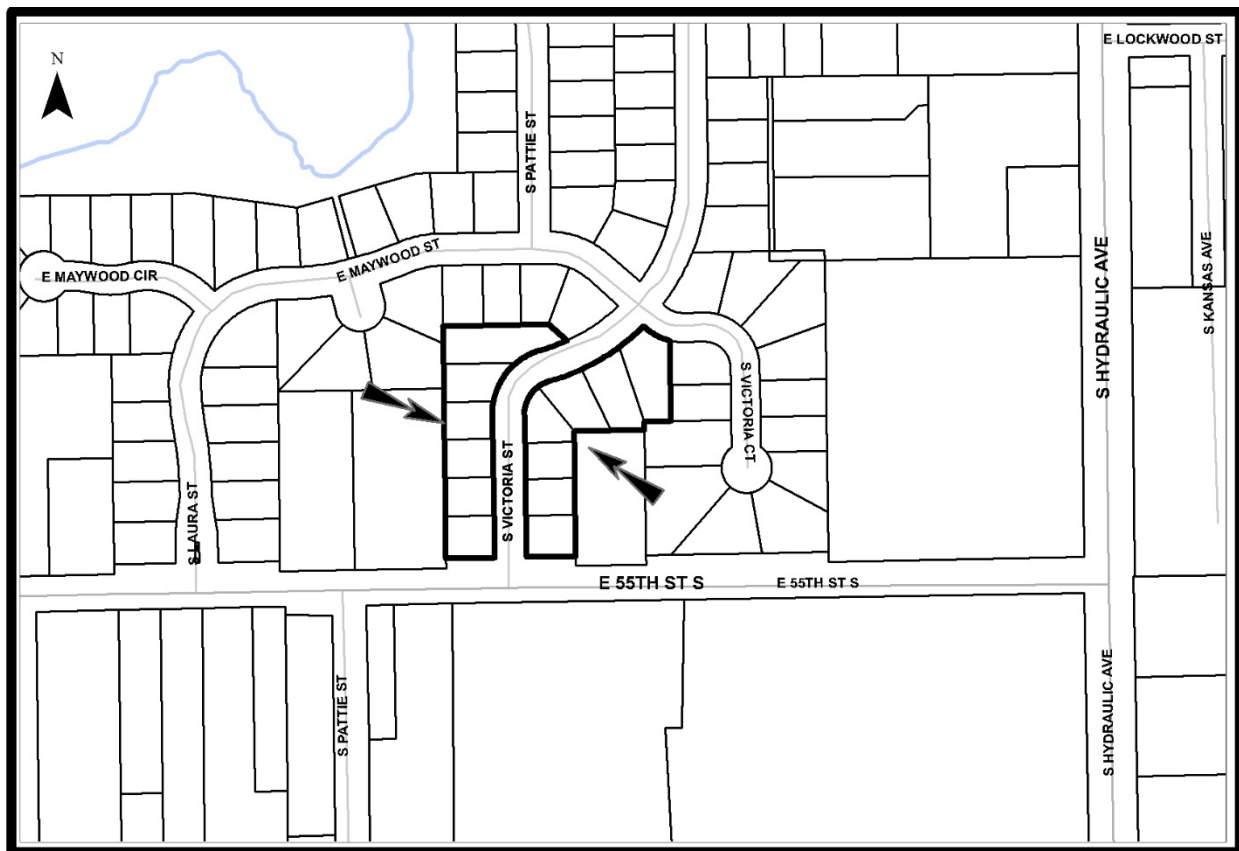 E LOCKWOOD ST
N
S PATTIE ST
E MAYWOOD ST
E MAYWOOD CIR
S HYDRAULIC AVE
S KANSAS AVE
S VICTORIA CT
S VICTORIA ST
S LAURA ST
E 55TH ST S
E 55TH ST S
S PATTIE ST
S HYDRAULIC AVE